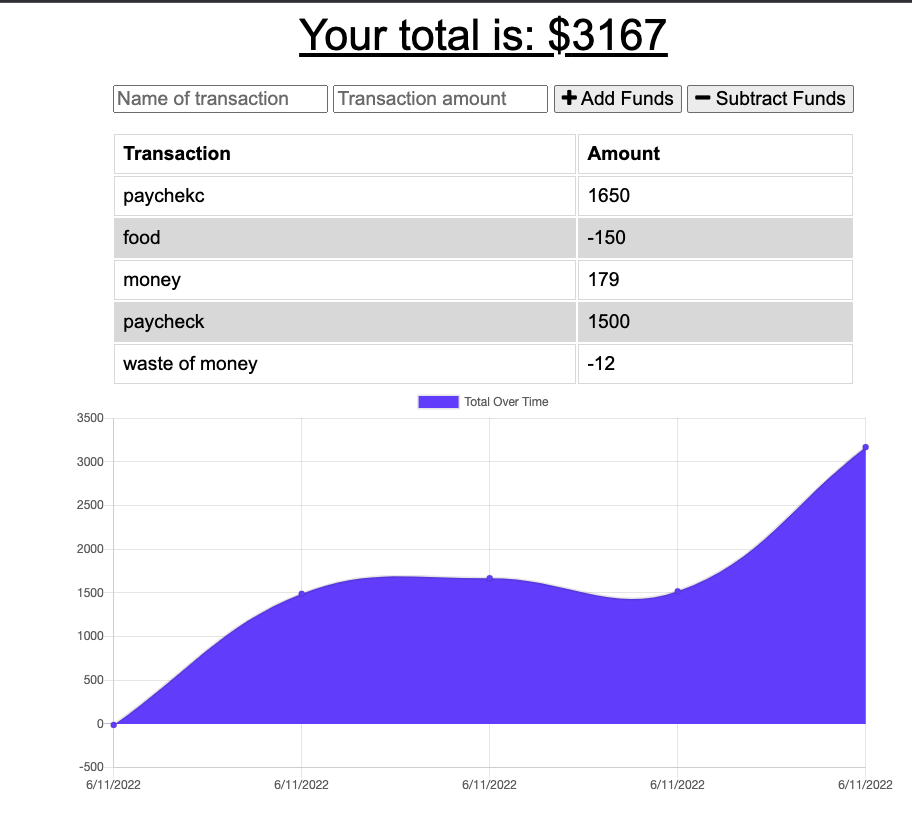 Your total is: $3167
Name of transaction Transaction amount + Add Funds − Subtract Funds
Transaction Amount
paychekc 1650
food -150
money 179
paycheck 1500
waste of money -12
Total Over Time
3500
3000
2500
2000
1500
1000
500
0
-500
6/11/2022 6/11/2022 6/11/2022 6/11/2022 6/11/2022